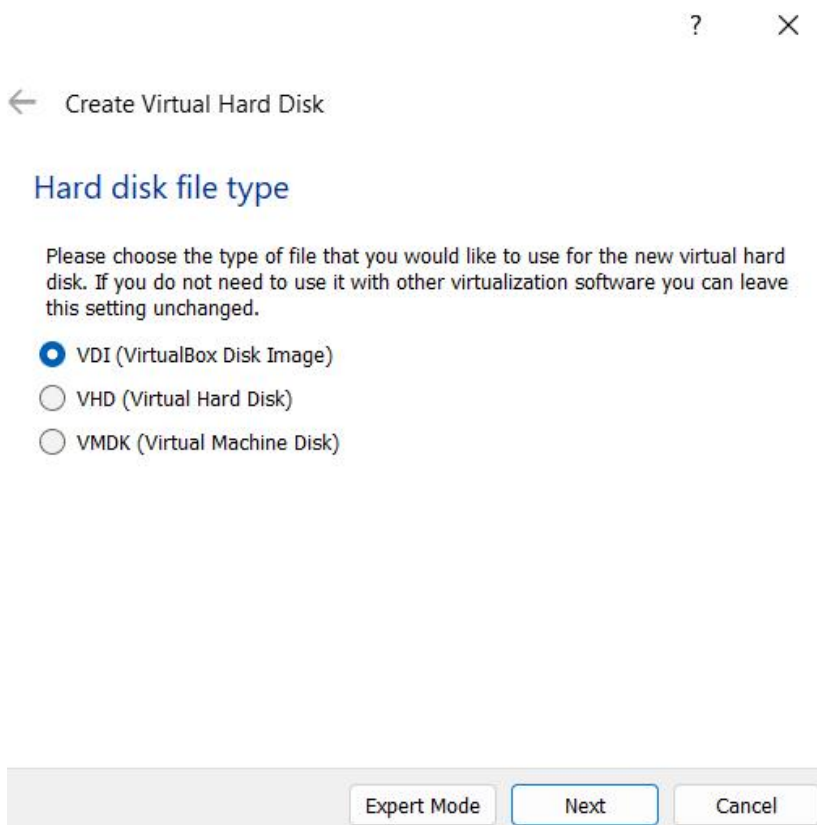 ?
Create Virtual Hard Disk
Hard disk file type
Please choose the type of file that you would like to use for the new virtual hard
disk. If you do not need to use it with other virtualization software you can leave
this setting unchanged.
VDI (VirtualBox Disk Image)
VHD (Virtual Hard Disk)
VMDK (Virtual Machine Disk)
Expert Mode Next Cancel